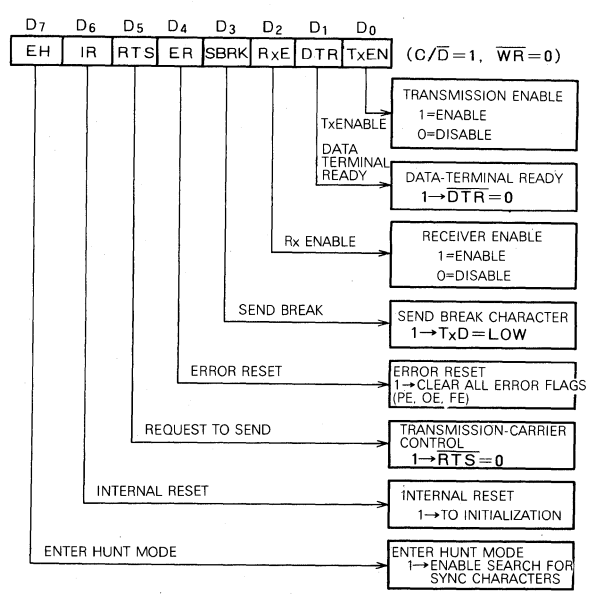 D7 D6 D5 D4 D3 D2 D1 D0
EH IR RTS ER SBRK RxE DTR TxEN (C/D̅=1, W̅R̅=0)
TRANSMISSION ENABLE
1=ENABLE
0=DISABLE
TxENABLE
DATA
TERMINAL
READY
DATA-TERMINAL READY
1→D̅T̅R̅=0
Rx ENABLE
RECEIVER ENABLE
1=ENABLE
0=DISABLE
SEND BREAK
SEND BREAK CHARACTER
1→TxD=LOW
ERROR RESET
ERROR RESET
1→CLEAR ALL ERROR FLAGS
(PE, OE, FE)
REQUEST TO SEND
TRANSMISSION-CARRIER
CONTROL
1→R̅T̅S̅=0
INTERNAL RESET
INTERNAL RESET
1→TO INITIALIZATION
ENTER HUNT MODE
ENTER HUNT MODE
1→ENABLE SEARCH FOR
SYNC CHARACTERS